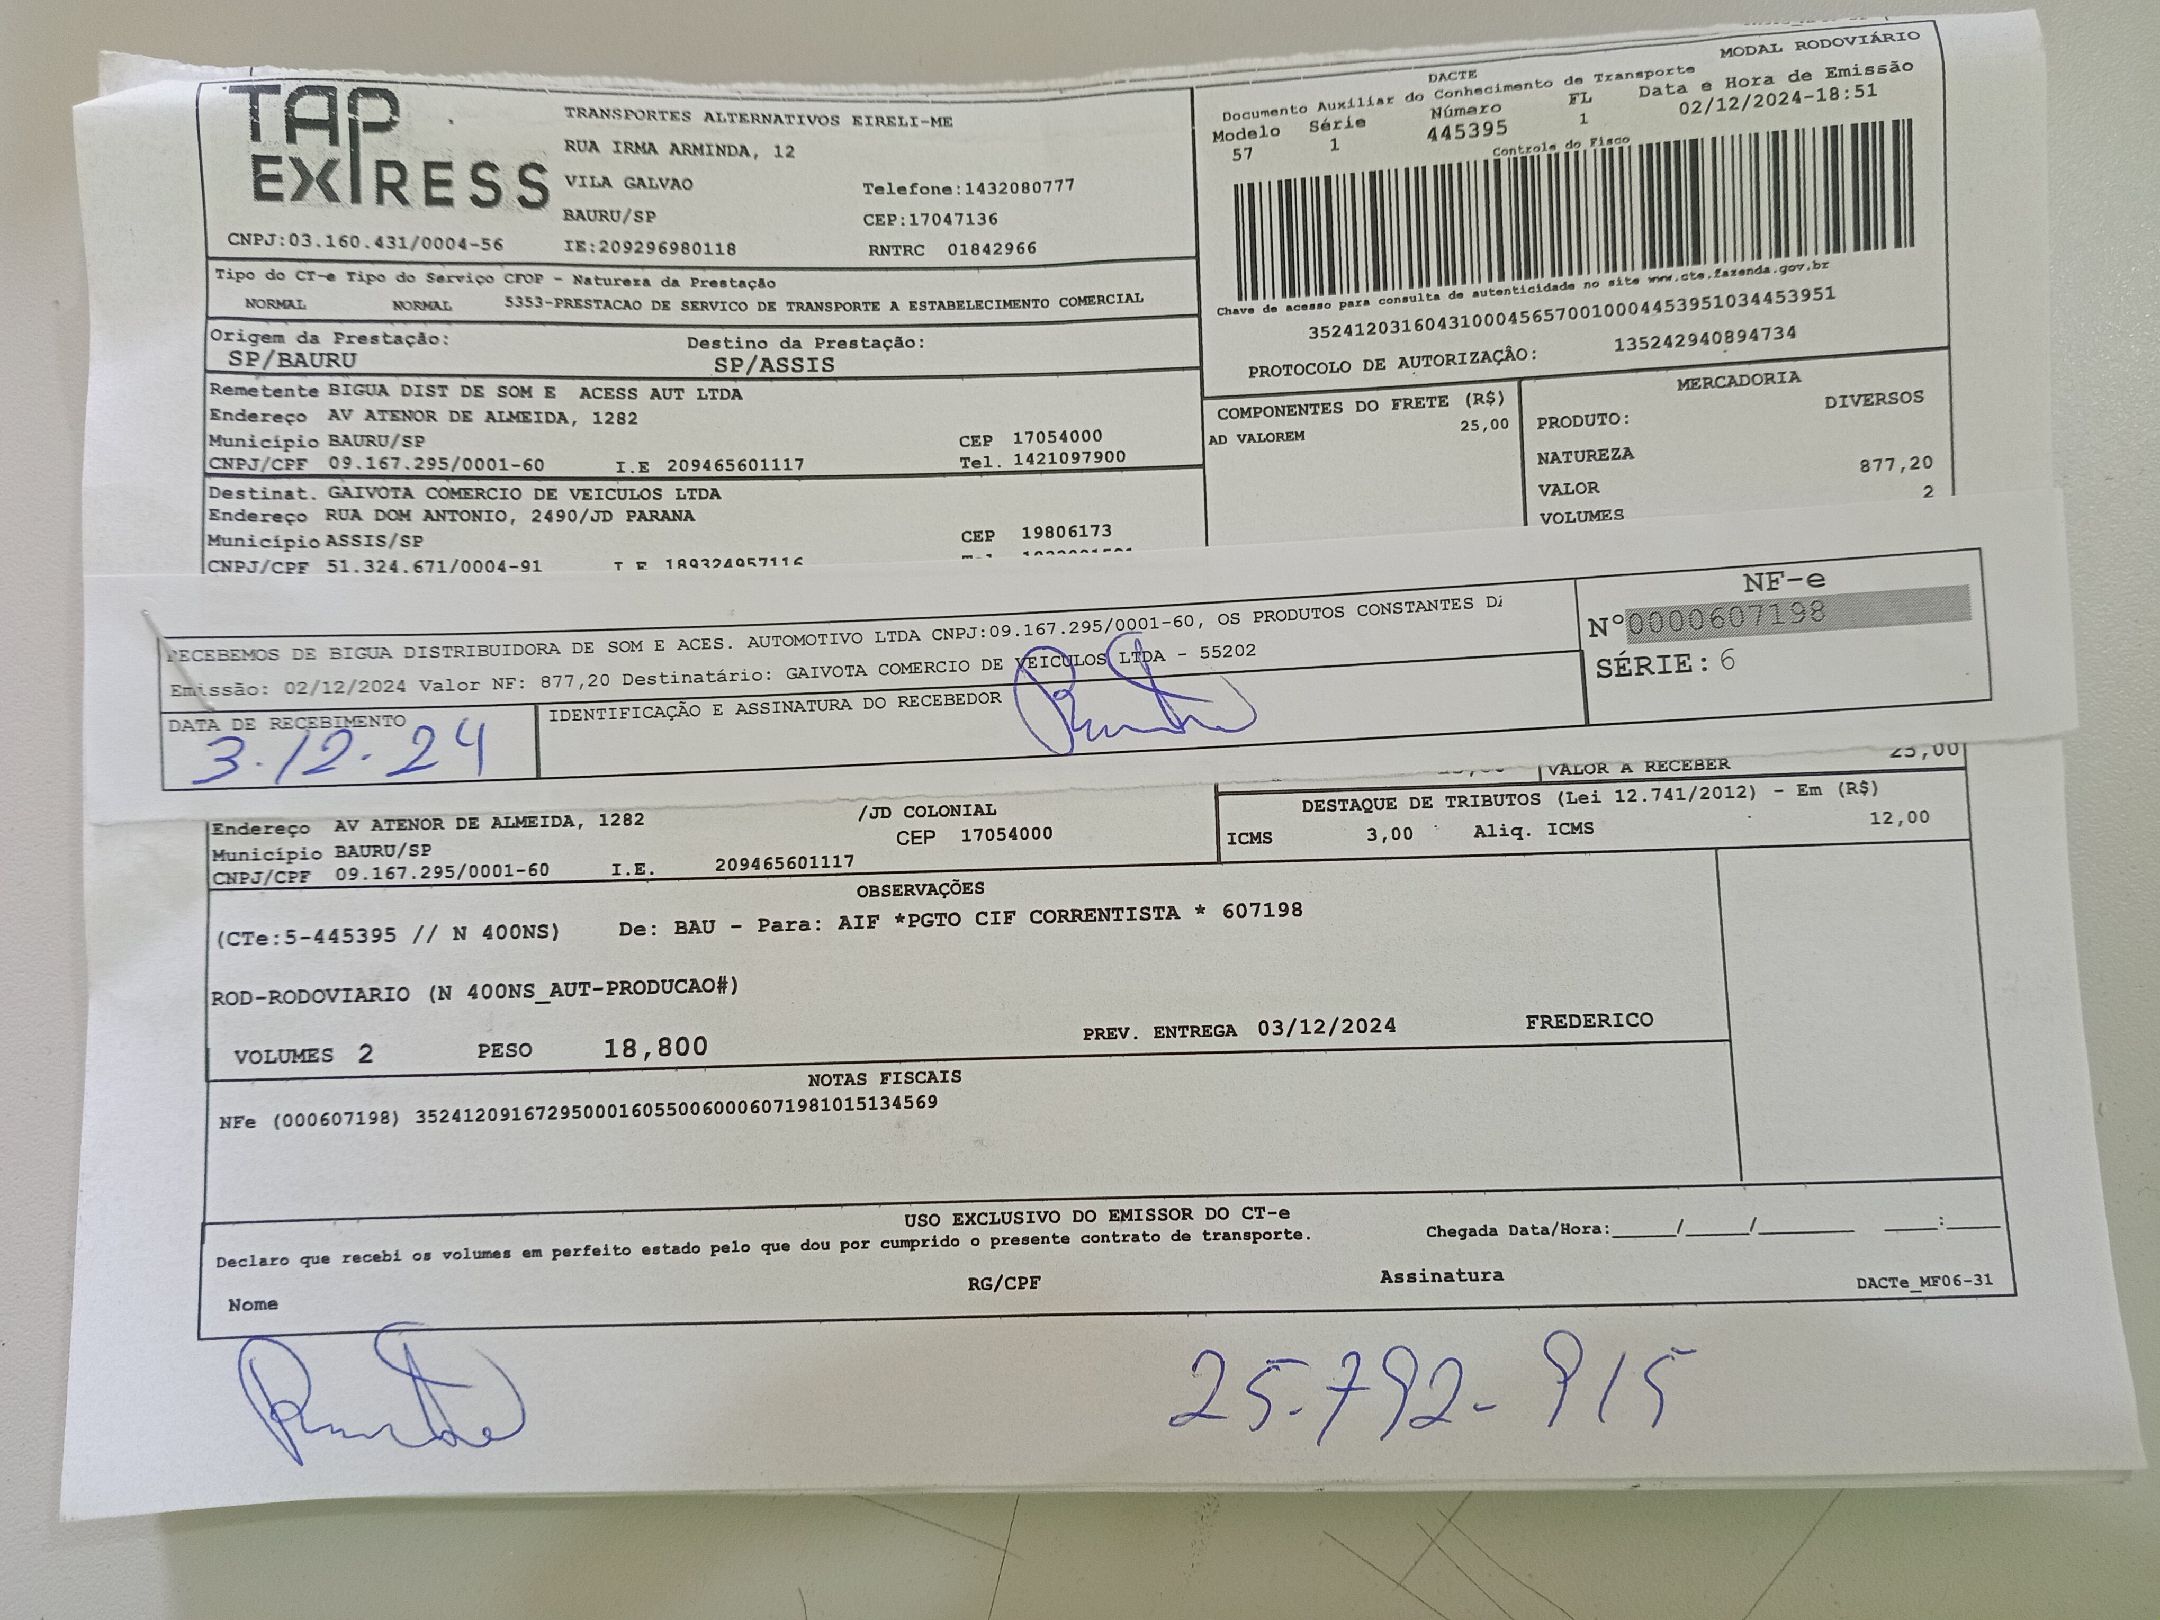 MODAL RODOVIÁRIO
TAP EXPRESS
TRANSPORTES ALTERNATIVOS EIRELI-ME
RUA IRMA ARMINDA, 12
VILA GALVAO Telefone:1432080777
BAURU/SP CEP:17047136
CNPJ:03.160.431/0004-56 IE:209296980118 RNTRC 01842966
DACTE
Documento Auxiliar do Conhecimento de Transporte
Modelo Série Número FL Data e Hora de Emissão
57 1 445395 1 02/12/2024-18:51
Controle do Fisco
Chave de acesso para consulta de autenticidade no site www.cte.fazenda.gov.br
35241203160431000456570010004453951034453951
PROTOCOLO DE AUTORIZAÇÃO: 135242940894734
Tipo do CT-e Tipo do Serviço CFOP - Natureza da Prestação
NORMAL NORMAL 5353-PRESTACAO DE SERVICO DE TRANSPORTE A ESTABELECIMENTO COMERCIAL
Origem da Prestação: Destino da Prestação:
SP/BAURU SP/ASSIS
Remetente BIGUA DIST DE SOM E ACESS AUT LTDA
Endereço AV ATENOR DE ALMEIDA, 1282
Município BAURU/SP CEP 17054000
CNPJ/CPF 09.167.295/0001-60 I.E 209465601117 Tel. 1421097900
COMPONENTES DO FRETE (R$)
AD VALOREM 25,00
MERCADORIA
PRODUTO: DIVERSOS
NATUREZA
VALOR 877,20
VOLUMES 2
Destinat. GAIVOTA COMERCIO DE VEICULOS LTDA
Endereço RUA DOM ANTONIO, 2490/JD PARANA
Município ASSIS/SP CEP 19806173
CNPJ/CPF 51.324.671/0004-91 I E 189324957116
RECEBEMOS DE BIGUA DISTRIBUIDORA DE SOM E ACES. AUTOMOTIVO LTDA CNPJ:09.167.295/0001-60, OS PRODUTOS CONSTANTES
Emissão: 02/12/2024 Valor NF: 877,20 Destinatário: GAIVOTA COMERCIO DE VEICULOS LTDA - 55202
DATA DE RECEBIMENTO IDENTIFICAÇÃO E ASSINATURA DO RECEBEDOR
3.12.24
NF-e
Nº0000607198
SÉRIE: 6
VALOR A RECEBER 25,00
Endereço AV ATENOR DE ALMEIDA, 1282 /JD COLONIAL
Município BAURU/SP CEP 17054000
CNPJ/CPF 09.167.295/0001-60 I.E. 209465601117
DESTAQUE DE TRIBUTOS (Lei 12.741/2012) - Em (R$)
ICMS 3,00 Aliq. ICMS 12,00
OBSERVAÇÕES
(CTe:5-445395 // N 400NS) De: BAU - Para: AIF *PGTO CIF CORRENTISTA * 607198
ROD-RODOVIARIO (N 400NS_AUT-PRODUCAO#)
VOLUMES 2 PESO 18,800 PREV. ENTREGA 03/12/2024 FREDERICO
NOTAS FISCAIS
NFe (000607198) 35241209167295000160550060006071981015134569
USO EXCLUSIVO DO EMISSOR DO CT-e
Declaro que recebi os volumes em perfeito estado pelo que dou por cumprido o presente contrato de transporte. Chegada Data/Hora:____/____/______ ____:____
Nome RG/CPF Assinatura DACTe_MF06-31
25.792-915